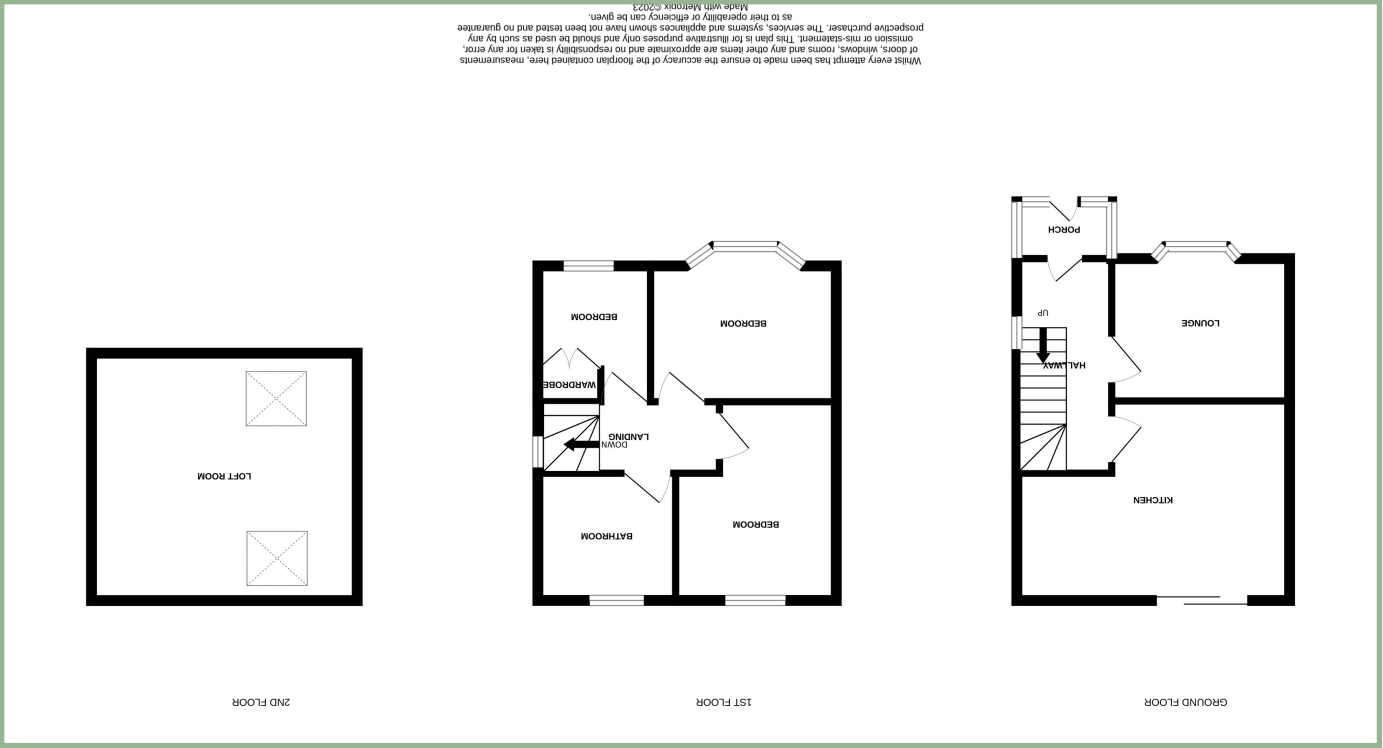 GROUND FLOOR
KITCHEN
HALLWAY
LOUNGE
UP
PORCH
1ST FLOOR
BATHROOM
BEDROOM
DOWN
LANDING
WARDROBE
BEDROOM
BEDROOM
2ND FLOOR
LOFT ROOM
Whilst every attempt has been made to ensure the accuracy of the floorplan contained here, measurements
of doors, windows, rooms and any other items are approximate and no responsibility is taken for any error,
omission or mis-statement. This plan is for illustrative purposes only and should be used as such by any
prospective purchaser. The services, systems and appliances shown have not been tested and no guarantee
as to their operability or efficiency can be given.
Made with Metropix ©2023